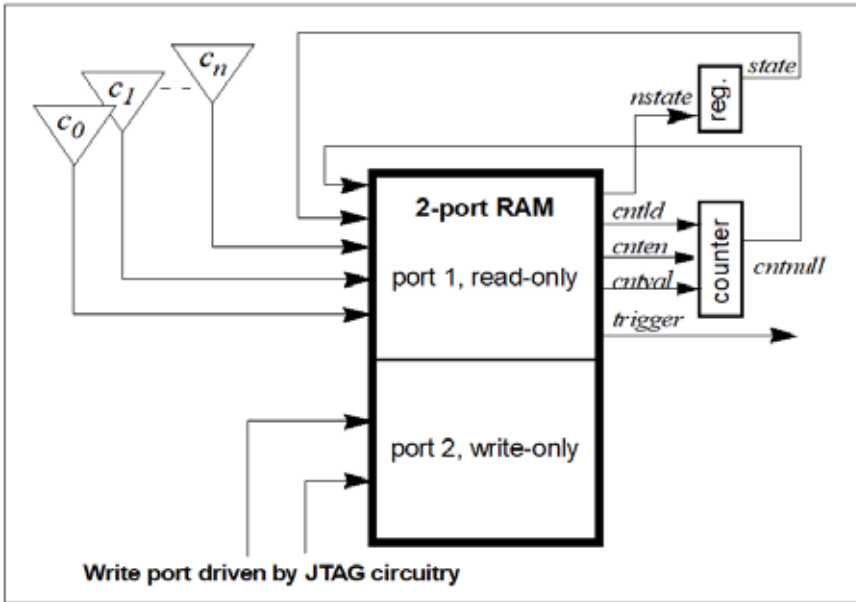 c0
c1
cn
state
nstate
reg.
2-port RAM
cntld
cnten
port 1, read-only
cntval
counter
cntnull
trigger
port 2, write-only
Write port driven by JTAG circuitry